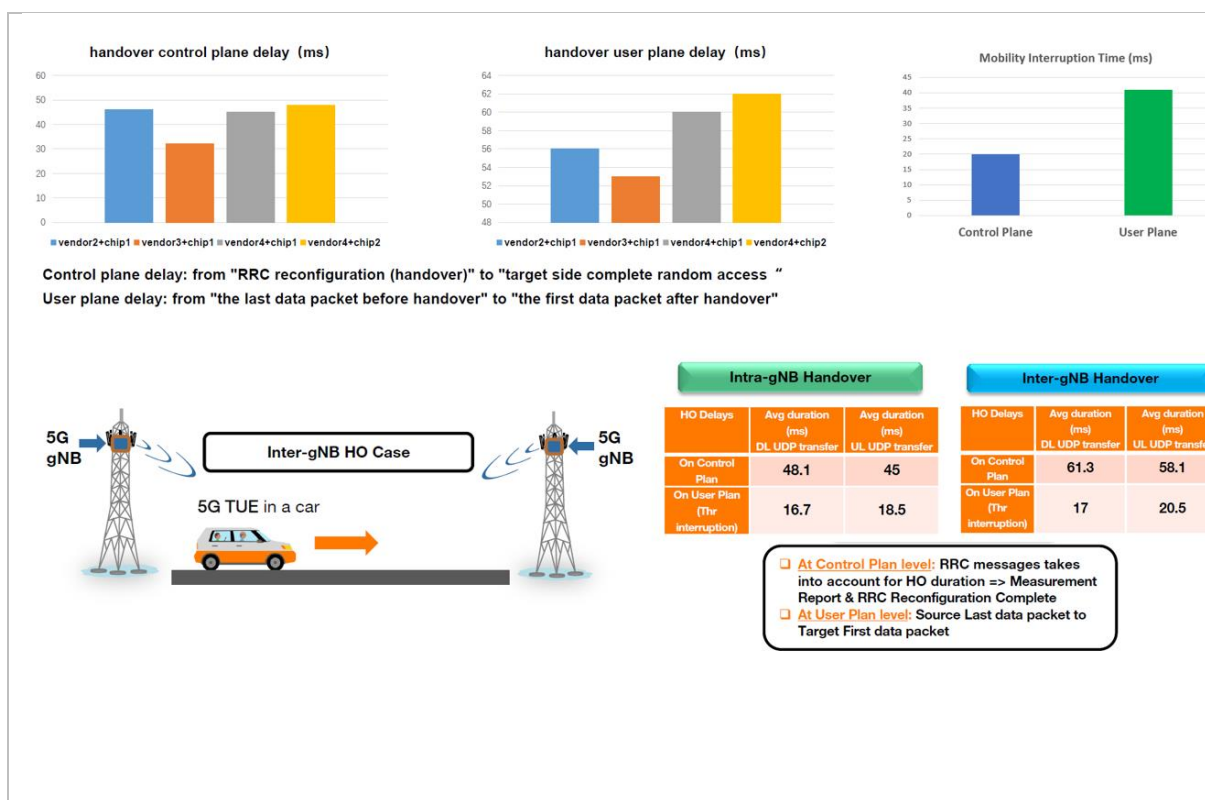 handover control plane delay (ms)
60
50
40
30
20
10
0
vendor2+chip1 vendor3+chip1 vendor4+chip1 vendor4+chip2
handover user plane delay (ms)
64
62
60
58
56
54
52
50
48
vendor2+chip1 vendor3+chip1 vendor4+chip1 vendor4+chip2
Mobility Interruption Time (ms)
45
40
35
30
25
20
15
10
5
0
Control Plane User Plane
Control plane delay: from "RRC reconfiguration (handover)" to "target side complete random access “
User plane delay: from "the last data packet before handover" to "the first data packet after handover"
5G
gNB
Inter-gNB HO Case
5G
gNB
5G TUE in a car
Intra-gNB Handover
HO Delays
Avg duration
(ms)
DL UDP transfer
Avg duration
(ms)
UL UDP transfer
On Control
Plan
48.1
45
On User Plan
(Thr
interruption)
16.7
18.5
Inter-gNB Handover
HO Delays
Avg duration
(ms)
DL UDP transfer
Avg duration
(ms)
UL UDP transfe
On Control
Plan
61.3
58.1
On User Plan
(Thr
interruption)
17
20.5
At Control Plan level: RRC messages takes
into account for HO duration => Measurement
Report & RRC Reconfiguration Complete
At User Plan level: Source Last data packet to
Target First data packet